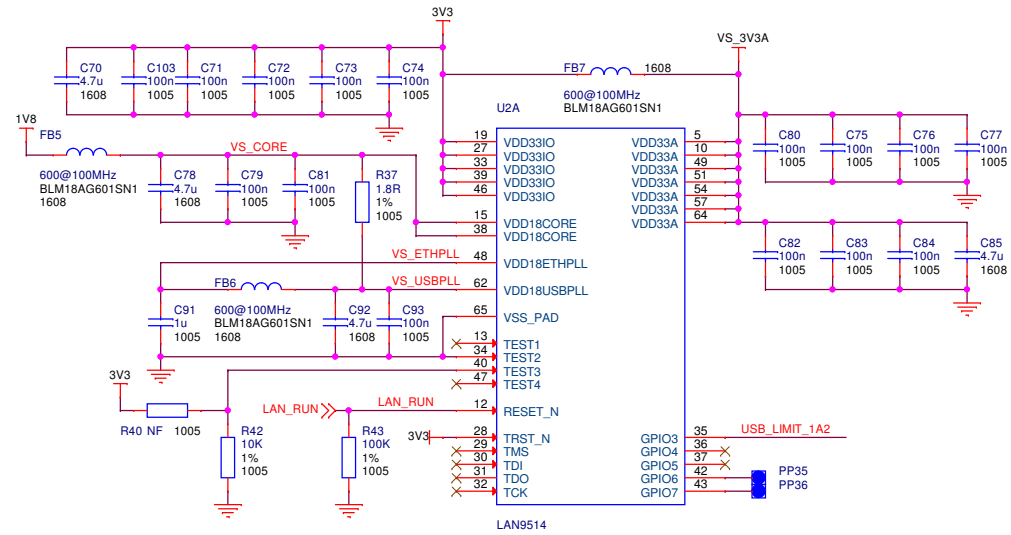 3V3
VS_3V3A
C70 4.7u 1608
C103 100n 1005
C71 100n 1005
C72 100n 1005
C73 100n 1005
C74 100n 1005
FB7 1608
600@100MHz
BLM18AG601SN1
U2A
1V8
FB5
600@100MHz
BLM18AG601SN1
1608
VS_CORE
C78 4.7u 1608
C79 100n 1005
C81 100n 1005
R37 1.8R 1% 1005
19 VDD33IO
27 VDD33IO
33 VDD33IO
39 VDD33IO
46 VDD33IO
15 VDD18CORE
38 VDD18CORE
VS_ETHPLL 48 VDD18ETHPLL
VS_USBPLL 62 VDD18USBPLL
65 VSS_PAD
13 TEST1
34 TEST2
40 TEST3
47 TEST4
LAN_RUN LAN_RUN 12 RESET_N
3V3 28 TRST_N
29 TMS
30 TDI
31 TDO
32 TCK
VDD33A 5
VDD33A 10
VDD33A 49
VDD33A 51
VDD33A 54
VDD33A 57
VDD33A 64
C80 100n 1005
C75 100n 1005
C76 100n 1005
C77 100n 1005
C82 100n 1005
C83 100n 1005
C84 100n 1005
C85 4.7u 1608
C91 1u 1005
FB6
600@100MHz
BLM18AG601SN1
1608
C92 4.7u 1608
C93 100n 1005
3V3
R40 NF 1005
R42 10K 1% 1005
R43 100K 1% 1005
GPIO3 35 USB_LIMIT_1A2
GPIO4 36
GPIO5 37
GPIO6 42 PP35
GPIO7 43 PP36
LAN9514